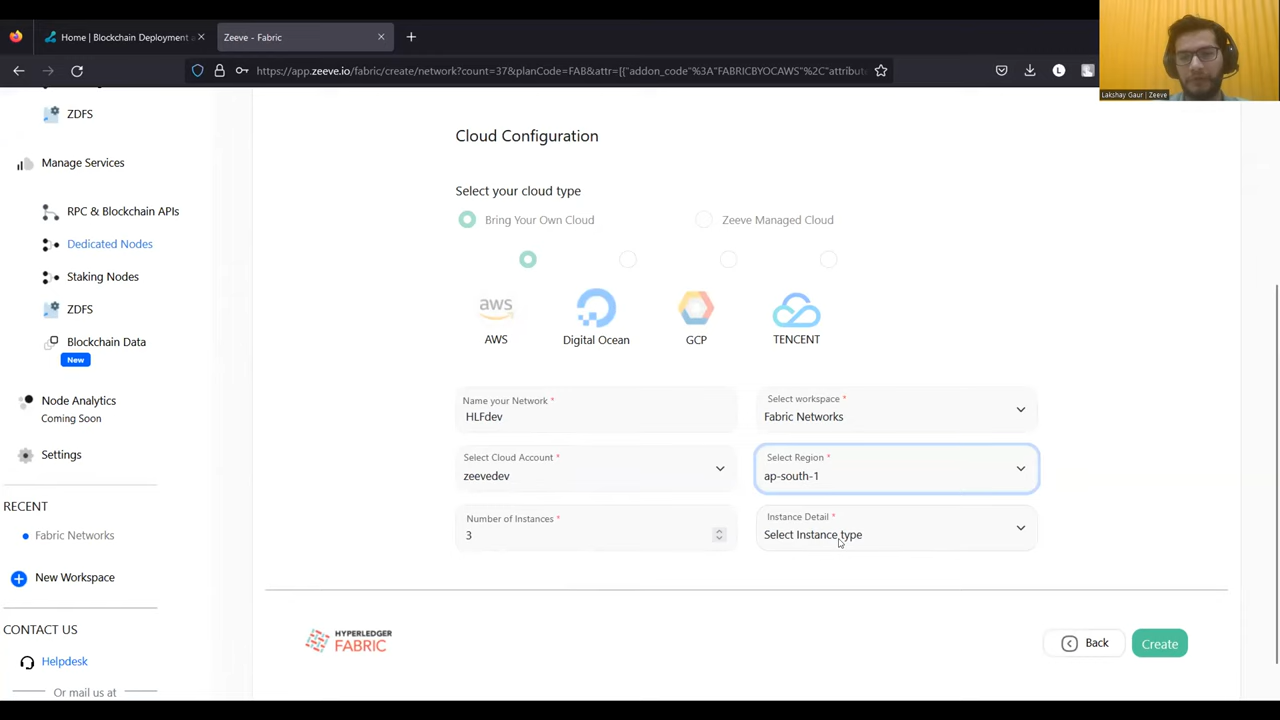 Home | Blockchain Deployment
Zeeve - Fabric
https://app.zeeve.io/fabric/create/network?count=37&planCode=FAB&attr=[{"addon_code"%3A"FABRICBYOCAWS"%2C"attribut
L
Lakshay Gaur | Zeeve
ZDFS
Manage Services
RPC & Blockchain APIs
Dedicated Nodes
Staking Nodes
ZDFS
Blockchain Data
New
Node Analytics
Coming Soon
Settings
RECENT
Fabric Networks
New Workspace
CONTACT US
Helpdesk
Or mail us at
Cloud Configuration
Select your cloud type
Bring Your Own Cloud
Zeeve Managed Cloud
aws
AWS
Digital Ocean
GCP
TENCENT
Name your Network *
HLFdev
Select workspace *
Fabric Networks
Select Cloud Account *
zeevedev
Select Region *
ap-south-1
Number of Instances *
3
Instance Detail *
Select Instance type
HYPERLEDGER
FABRIC
Back
Create